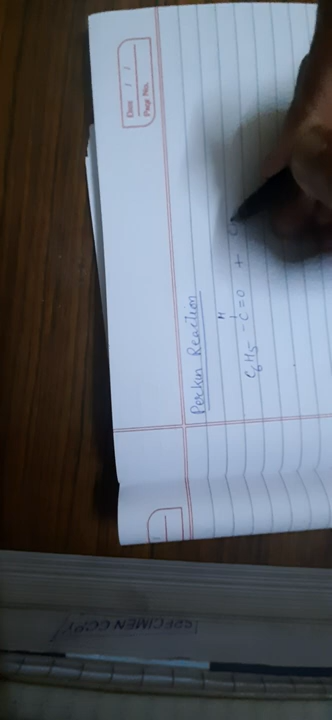 Date / /
Page No.
Perkin Reaction
H
C6H5-C=O +
SPECIMEN COPY